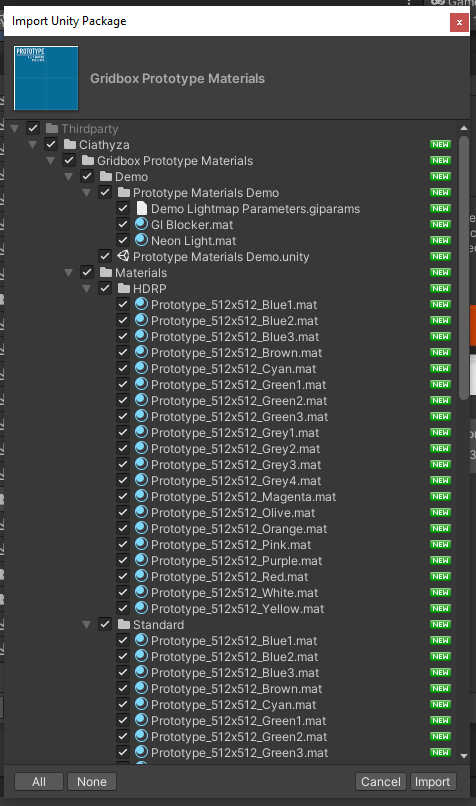 Game
Import Unity Package
x
PROTOTYPE
Gridbox Prototype Materials
Thirdparty
Ciathyza NEW
Gridbox Prototype Materials NEW
Demo NEW
Prototype Materials Demo NEW
Demo Lightmap Parameters.giparams NEW
GI Blocker.mat NEW
Neon Light.mat NEW
Prototype Materials Demo.unity NEW
Materials NEW
HDRP NEW
Prototype_512x512_Blue1.mat NEW
Prototype_512x512_Blue2.mat NEW
Prototype_512x512_Blue3.mat NEW
Prototype_512x512_Brown.mat NEW
Prototype_512x512_Cyan.mat NEW
Prototype_512x512_Green1.mat NEW
Prototype_512x512_Green2.mat NEW
Prototype_512x512_Green3.mat NEW
Prototype_512x512_Grey1.mat NEW
Prototype_512x512_Grey2.mat NEW
Prototype_512x512_Grey3.mat NEW
Prototype_512x512_Grey4.mat NEW
Prototype_512x512_Magenta.mat NEW
Prototype_512x512_Olive.mat NEW
Prototype_512x512_Orange.mat NEW
Prototype_512x512_Pink.mat NEW
Prototype_512x512_Purple.mat NEW
Prototype_512x512_Red.mat NEW
Prototype_512x512_White.mat NEW
Prototype_512x512_Yellow.mat NEW
Standard NEW
Prototype_512x512_Blue1.mat NEW
Prototype_512x512_Blue2.mat NEW
Prototype_512x512_Blue3.mat NEW
Prototype_512x512_Brown.mat NEW
Prototype_512x512_Cyan.mat NEW
Prototype_512x512_Green1.mat NEW
Prototype_512x512_Green2.mat NEW
Prototype_512x512_Green3.mat NEW
All None Cancel Import